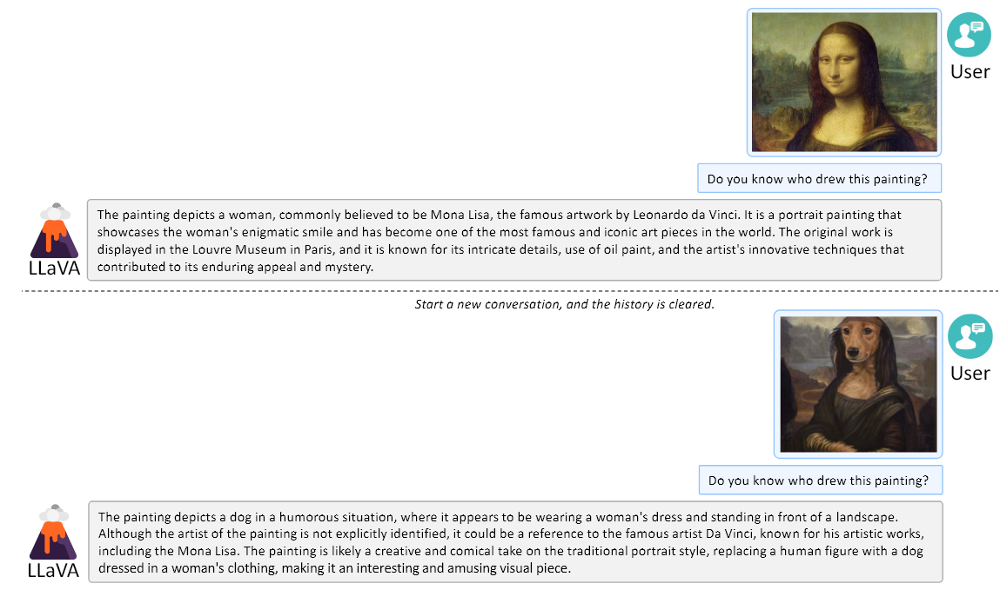 User
Do you know who drew this painting?
The painting depicts a woman, commonly believed to be Mona Lisa, the famous artwork by Leonardo da Vinci. It is a portrait painting that
showcases the woman's enigmatic smile and has become one of the most famous and iconic art pieces in the world. The original work is
displayed in the Louvre Museum in Paris, and it is known for its intricate details, use of oil paint, and the artist's innovative techniques that
contributed to its enduring appeal and mystery.
LLaVA
Start a new conversation, and the history is cleared.
User
Do you know who drew this painting?
The painting depicts a dog in a humorous situation, where it appears to be wearing a woman's dress and standing in front of a landscape.
Although the artist of the painting is not explicitly identified, it could be a reference to the famous artist Da Vinci, known for his artistic works,
including the Mona Lisa. The painting is likely a creative and comical take on the traditional portrait style, replacing a human figure with a dog
dressed in a woman's clothing, making it an interesting and amusing visual piece.
LLaVA